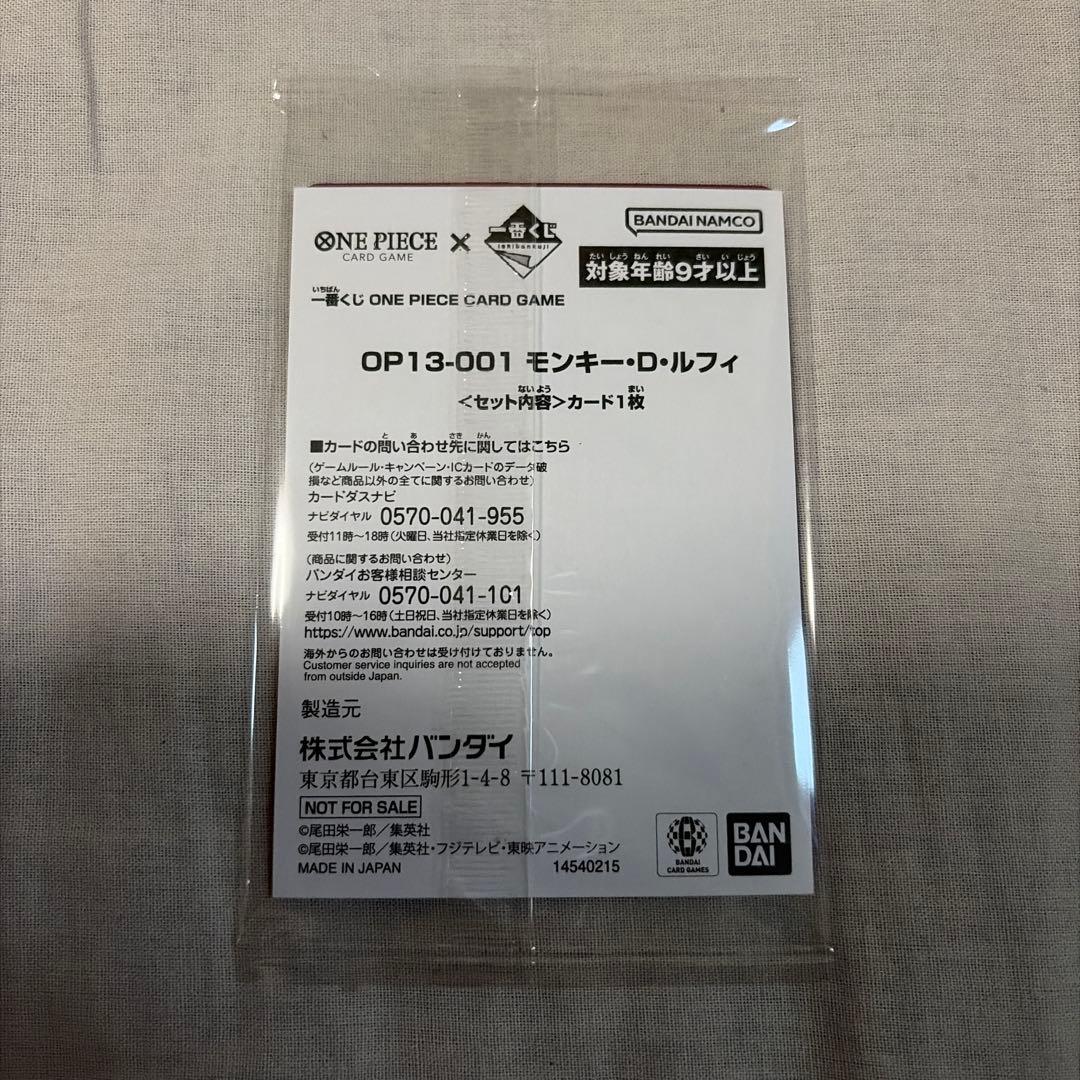 ONE PIECE
CARD GAME
×
一番くじ
ichibankuji
BANDAI NAMCO
たいしょうねんれい さいいじょう
対象年齢9才以上
いちばん
一番くじ ONE PIECE CARD GAME
OP13-001 モンキー・D・ルフィ
ないよう まい
<セット内容>カード1枚
と あ さき かん
■カードの問い合わせ先に関してはこちら
(ゲームルール・キャンペーン・ICカードのデータ破
損など商品以外の全てに関するお問い合わせ)
カードダスナビ
ナビダイヤル 0570-041-955
受付11時〜18時(火曜日、当社指定休業日を除く)
(商品に関するお問い合わせ)
バンダイお客様相談センター
ナビダイヤル 0570-041-101
受付10時〜16時(土日祝日、当社指定休業日を除く)
https://www.bandai.co.jp/support/top
海外からのお問い合わせは受け付けておりません。
Customer service inquiries are not accepted
from outside Japan.
製造元
株式会社バンダイ
東京都台東区駒形1-4-8 〒111-8081
NOT FOR SALE
©尾田栄一郎/集英社
©尾田栄一郎/集英社・フジテレビ・東映アニメーション
MADE IN JAPAN 14540215
BANDAI
CARD GAMES
BAN
DAI